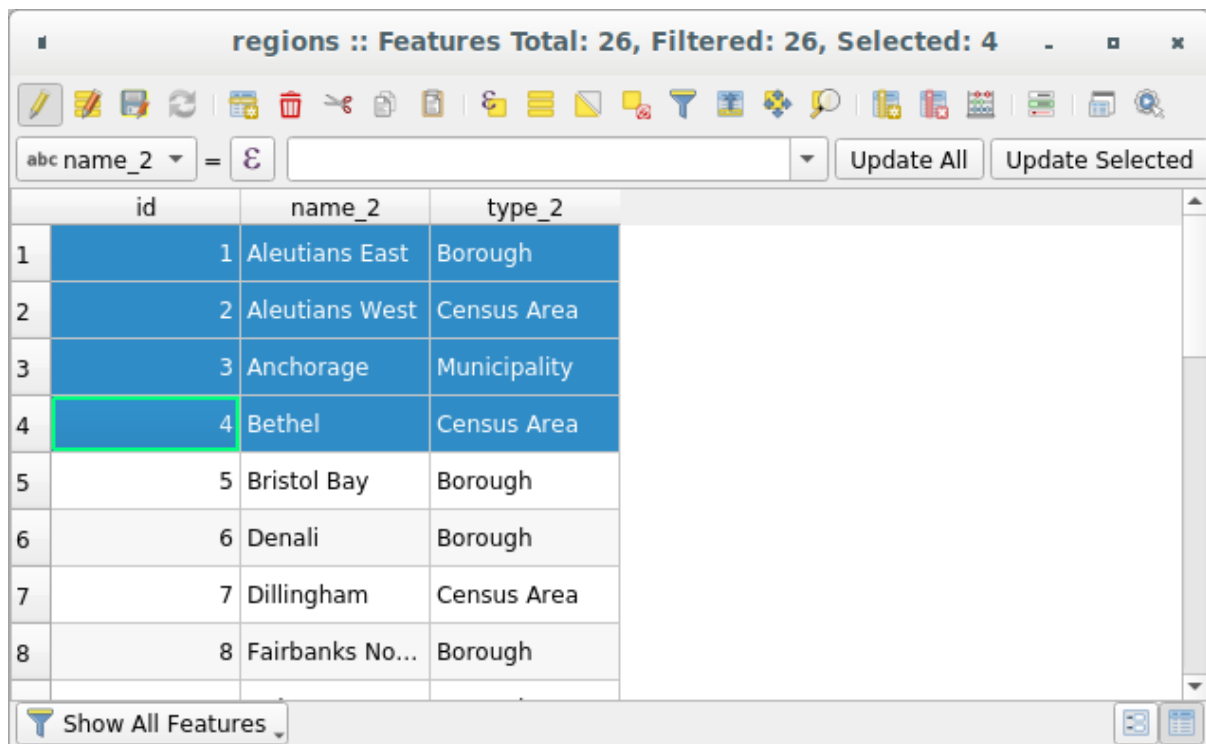 regions :: Features Total: 26, Filtered: 26, Selected: 4
abc name_2 = ε Update All Update Selected
id name_2 type_2
1 1 Aleutians East Borough
2 2 Aleutians West Census Area
3 3 Anchorage Municipality
4 4 Bethel Census Area
5 5 Bristol Bay Borough
6 6 Denali Borough
7 7 Dillingham Census Area
8 8 Fairbanks No... Borough
Show All Features